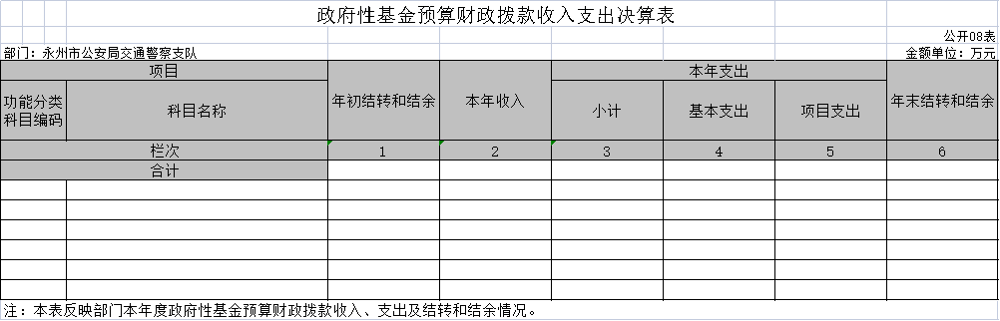 政府性基金预算财政拨款收入支出决算表
公开08表
部门：永州市公安局交通警察支队 金额单位：万元
项目 年初结转和结余 本年收入 本年支出 年末结转和结余
功能分类科目编码 科目名称 小计 基本支出 项目支出
栏次 1 2 3 4 5 6
合计
注：本表反映部门本年度政府性基金预算财政拨款收入、支出及结转和结余情况。